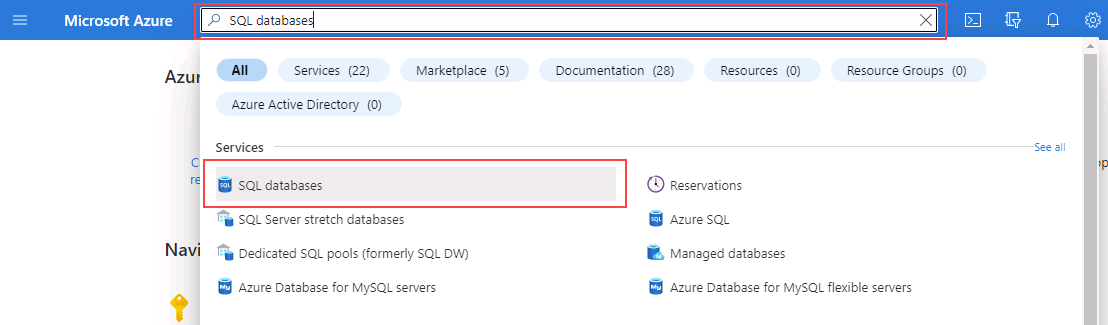 Microsoft Azure
SQL databases
Azur
All
Services (22)
Marketplace (5)
Documentation (28)
Resources (0)
Resource Groups (0)
Azure Active Directory (0)
Services
See all
SQL databases
Reservations
SQL Server stretch databases
Azure SQL
Dedicated SQL pools (formerly SQL DW)
Managed databases
Azure Database for MySQL servers
Azure Database for MySQL flexible servers
C
re
op
Navi